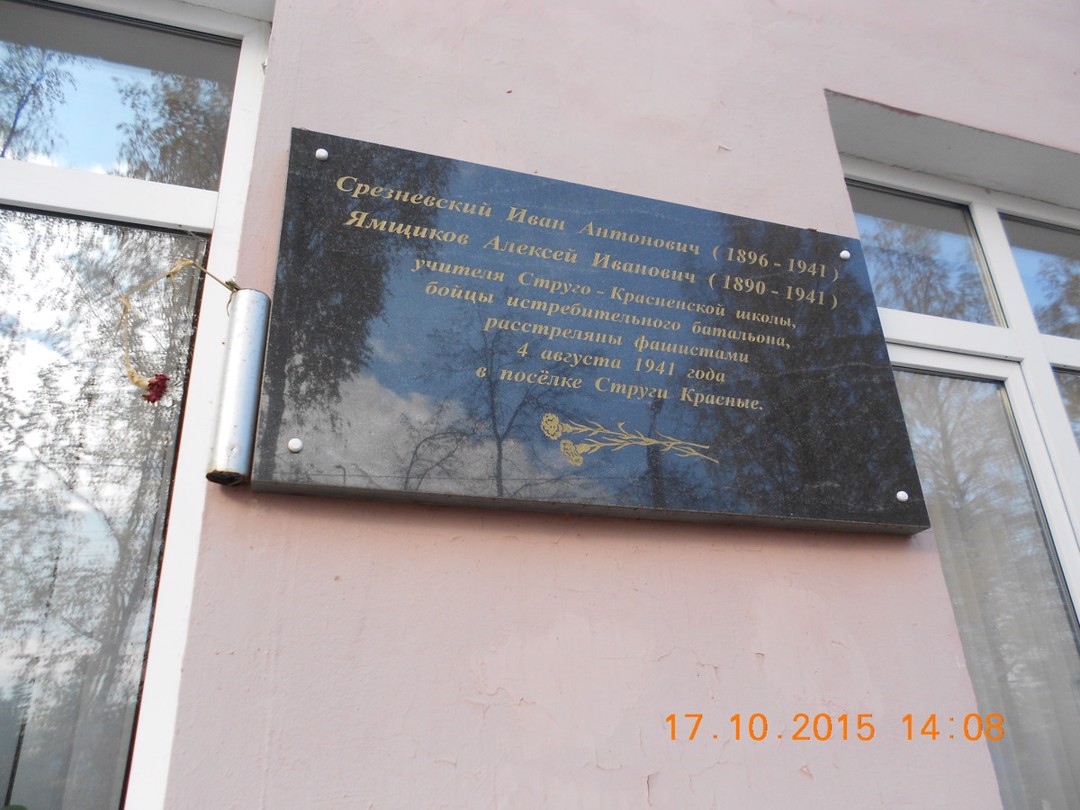 Срезневский Иван Антонович (1896 - 1941)
Ямщиков Алексей Иванович (1890 - 1941)
учителя Струго - Красненской школы,
бойцы истребительного батальона,
расстреляны фашистами
4 августа 1941 года
в посёлке Струги Красные.
17.10.2015 14:08